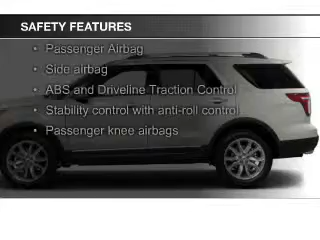 SAFETY FEATURES
• Passenger Airbag
• Side airbag
• ABS and Driveline Traction Control
• Stability control with anti-roll control
• Passenger knee airbags